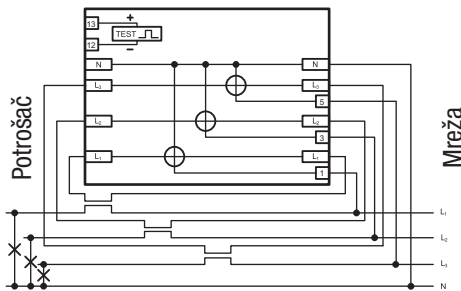 13 +
TEST
12 –
N N
L₃ L₃
5
L₂ L₂
3
L₁ L₁
1
Potrošač
Mreža
L₁
L₂
L₃
N